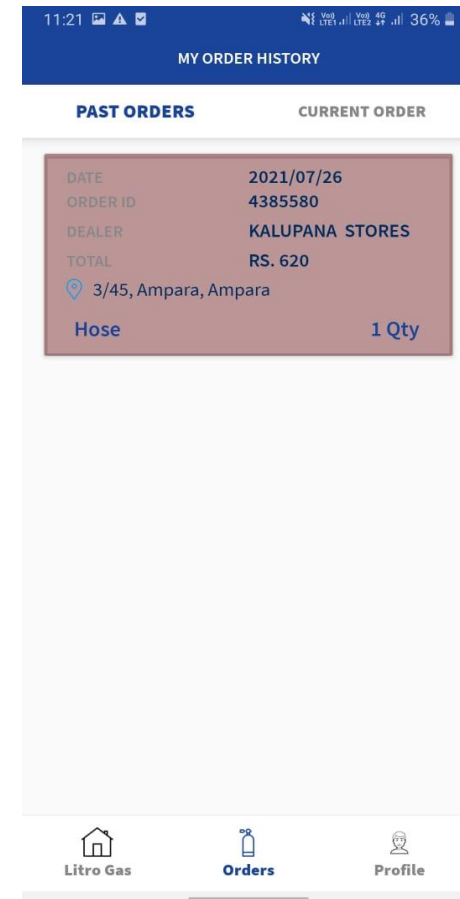 11:21 36%
MY ORDER HISTORY
PAST ORDERS CURRENT ORDER
DATE 2021/07/26
ORDER ID 4385580
DEALER KALUPANA STORES
TOTAL RS. 620
3/45, Ampara, Ampara
Hose 1 Qty
Litro Gas Orders Profile